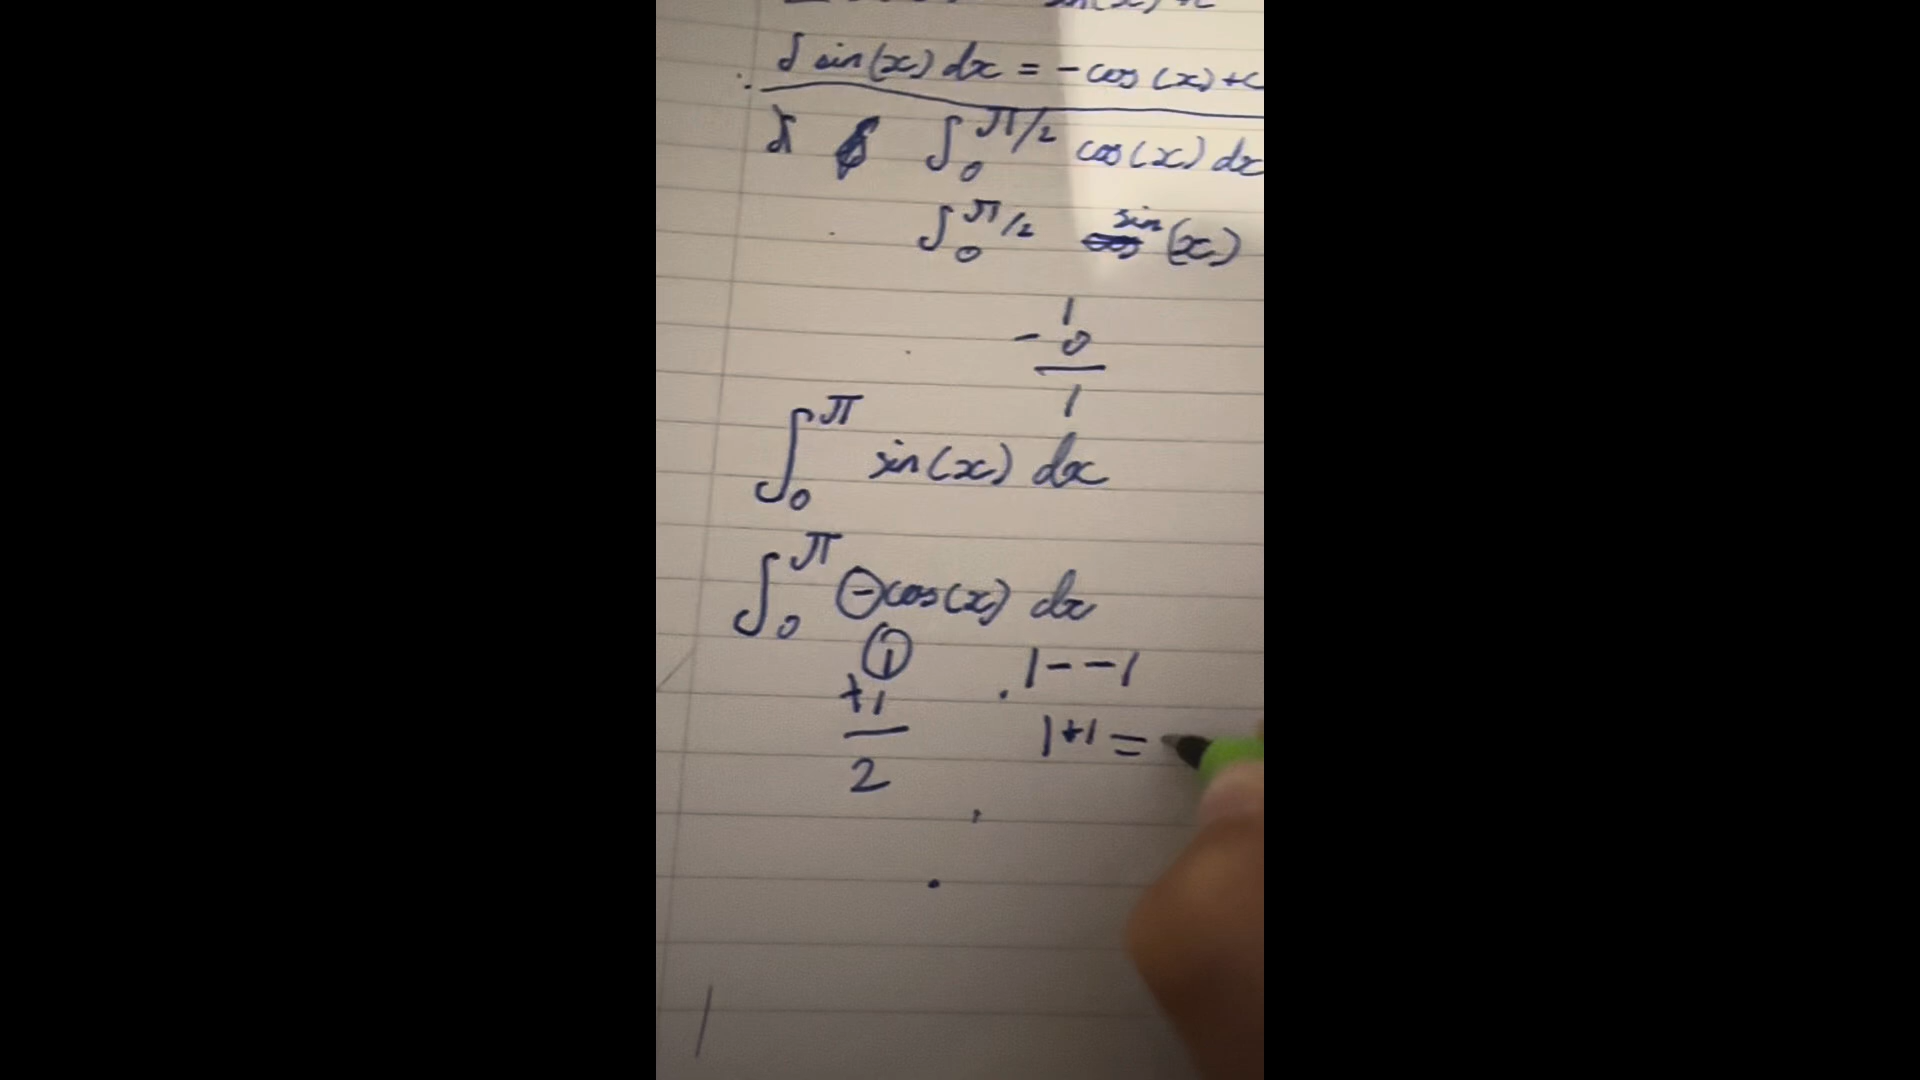 ∫ sin(x) dx = -cos(x)+c
∫₀^π/2 cos(x) dx
∫₀^π/2 sin(x)
1
- 0
1
∫₀^π sin(x) dx
∫₀^π -cos(x) dx
1
+1
2
1 - - 1
1+1 =